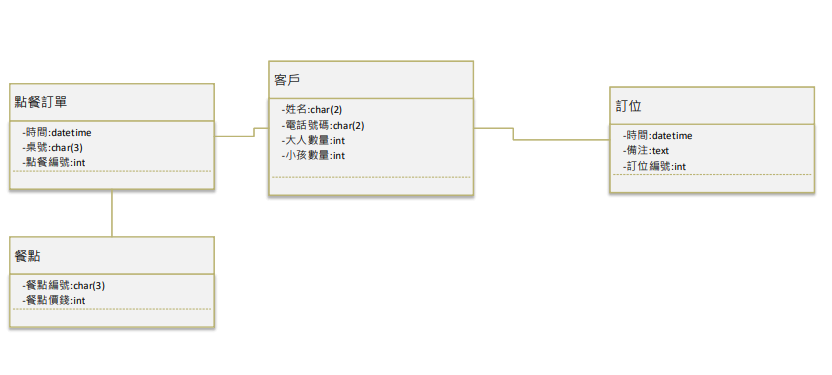 點餐訂單
-時間:datetime
-桌號:char(3)
-點餐編號:int
餐點
-餐點編號:char(3)
-餐點價錢:int
客戶
-姓名:char(2)
-電話號碼:char(2)
-大人數量:int
-小孩數量:int
訂位
-時間:datetime
-備注:text
-訂位編號:int